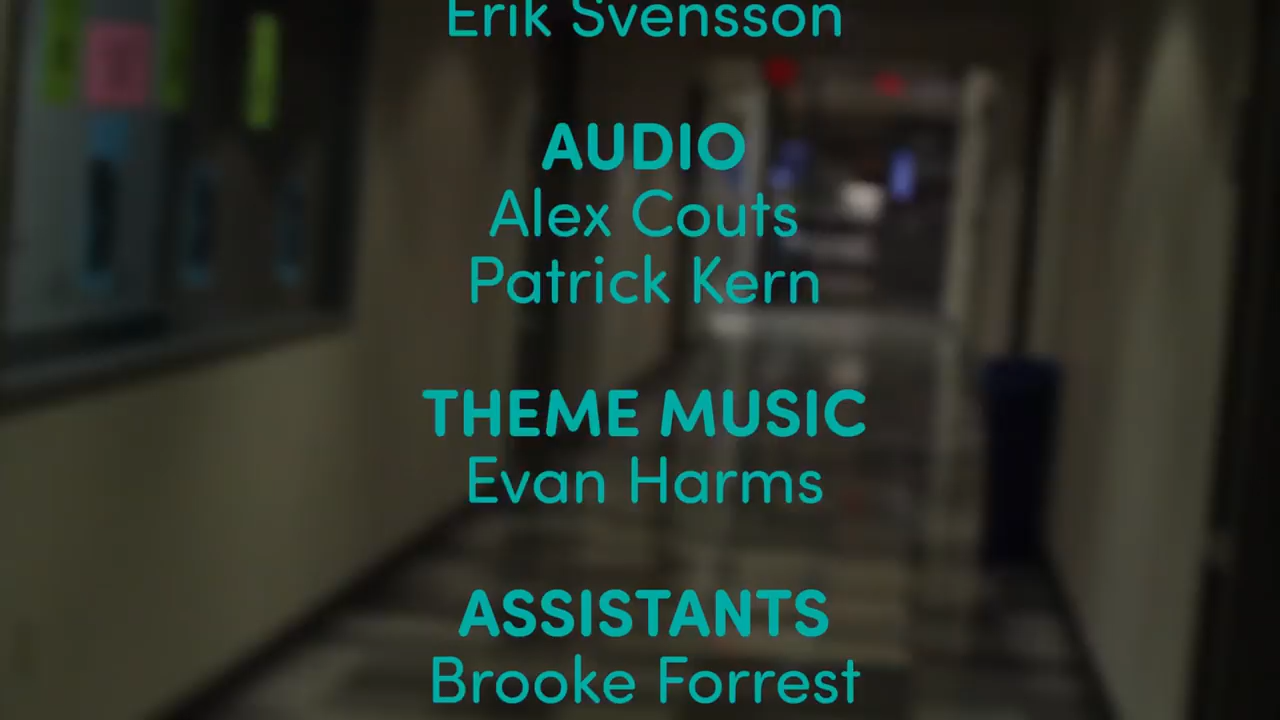 Erik Svensson
AUDIO
Alex Couts
Patrick Kern
THEME MUSIC
Evan Harms
ASSISTANTS
Brooke Forrest